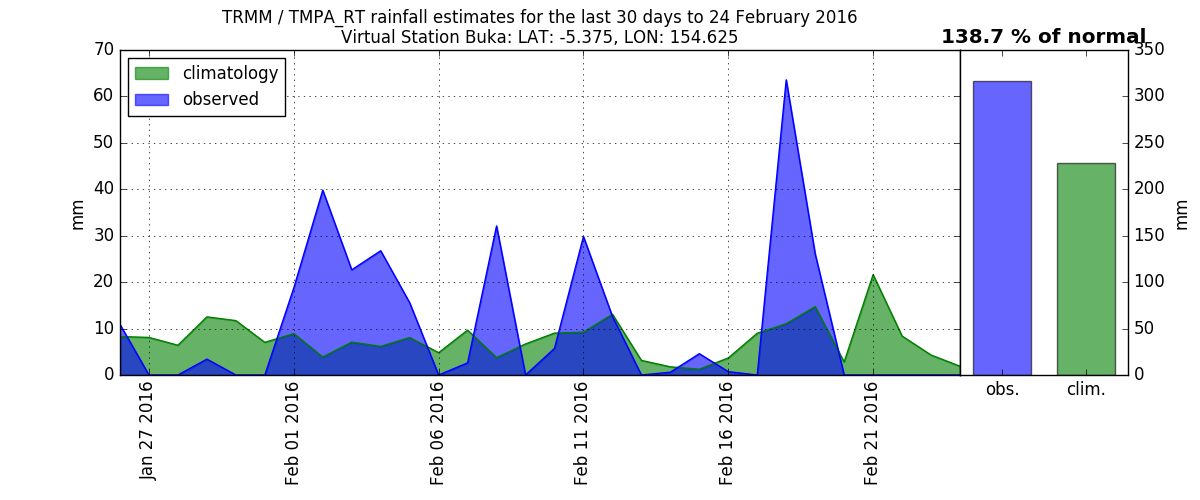 TRMM / TMPA_RT rainfall estimates for the last 30 days to 24 February 2016
Virtual Station Buka: LAT: -5.375, LON: 154.625
138.7 % of normal
climatology
observed
70
60
50
40
30
20
10
0
mm
Jan 27 2016
Feb 01 2016
Feb 06 2016
Feb 11 2016
Feb 16 2016
Feb 21 2016
350
300
250
200
150
100
50
0
mm
obs.
clim.